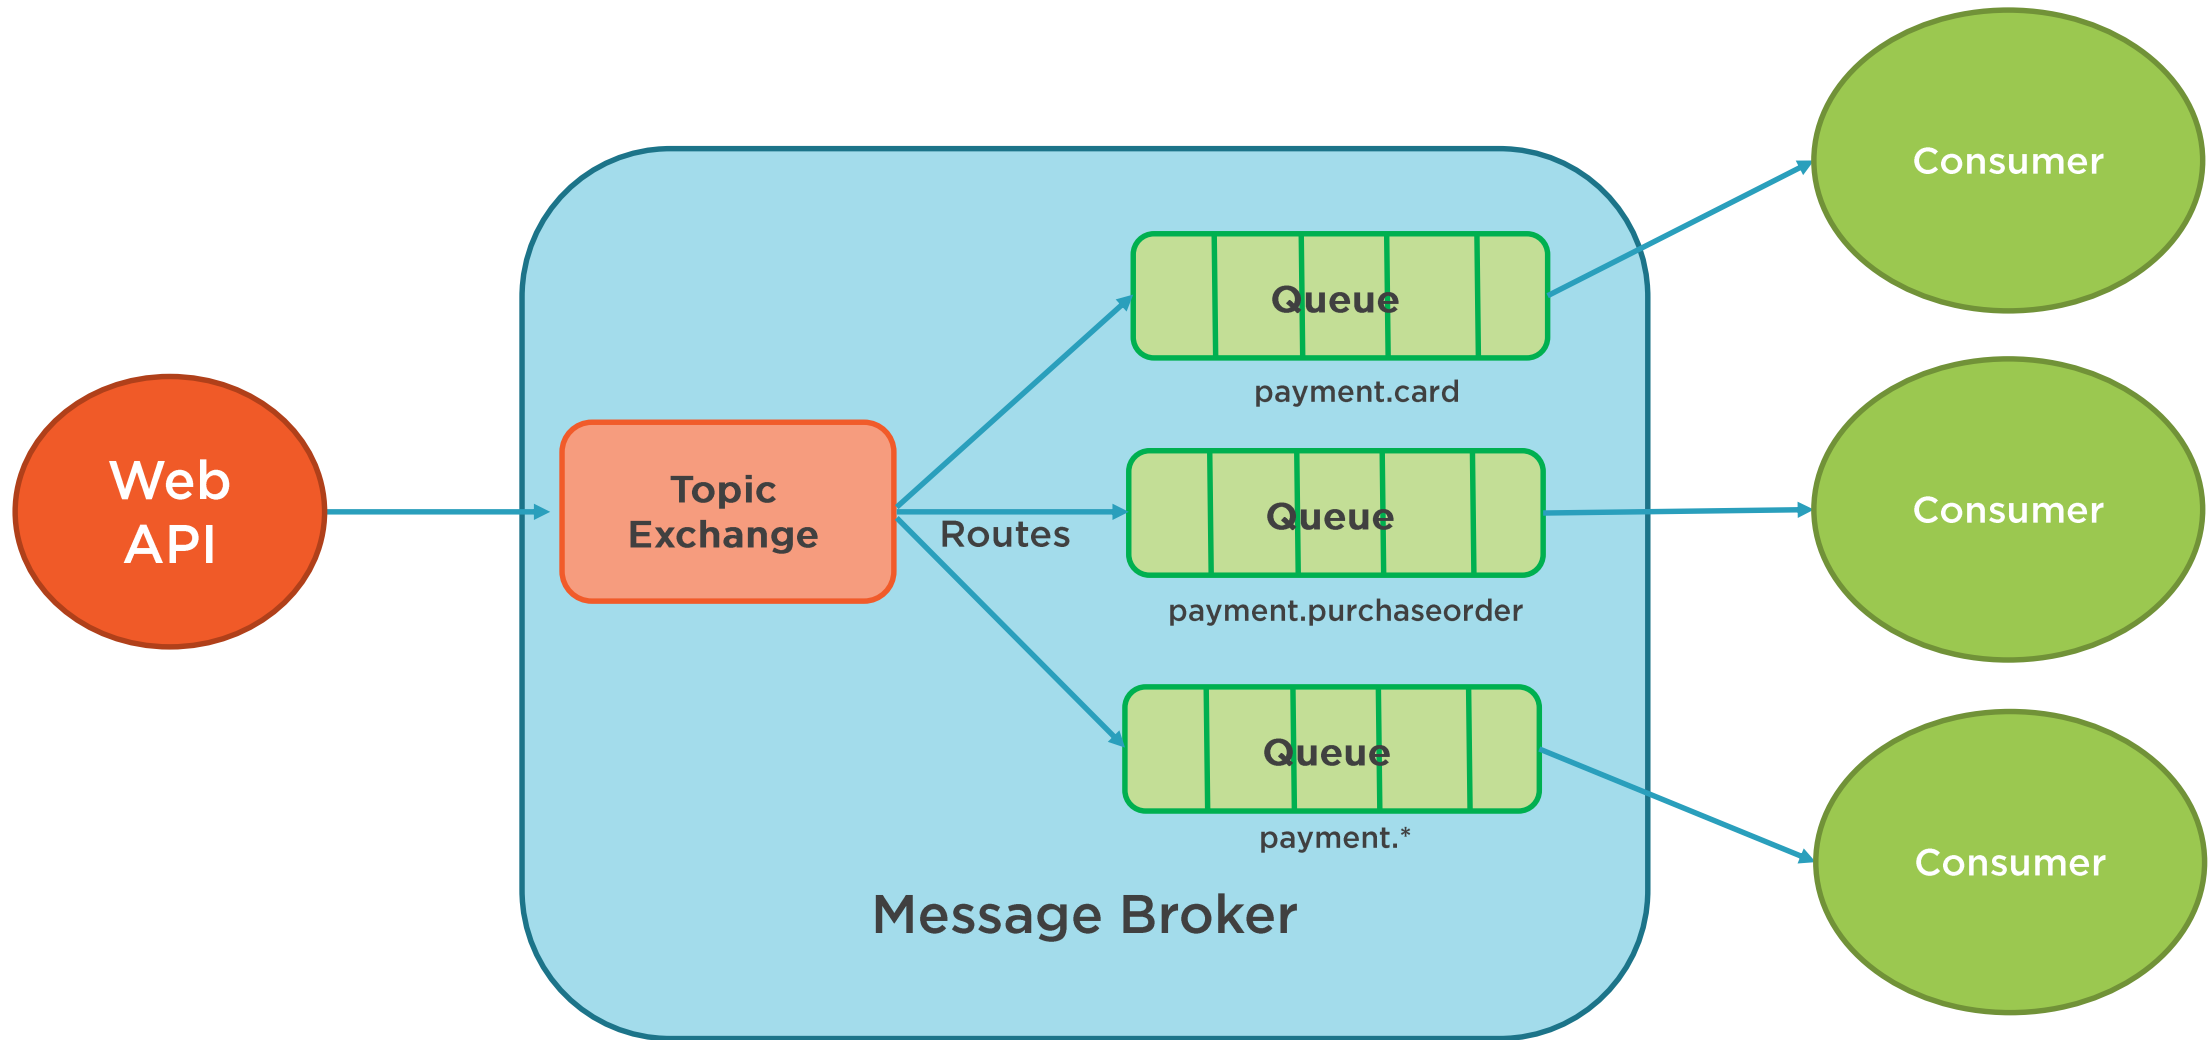 Web
API
Topic
Exchange
Routes
Queue
payment.card
Queue
payment.purchaseorder
Queue
payment.*
Message Broker
Consumer
Consumer
Consumer